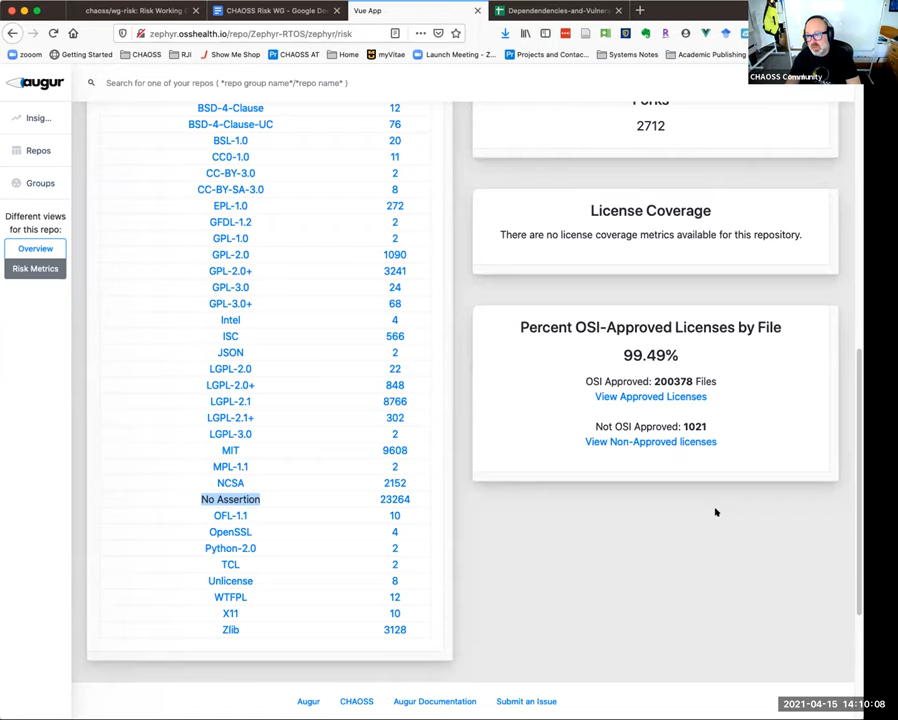 chaoss/wg-risk: Risk Working
CHAOSS Risk WG - Google Do
Vue App
Dependendencies-and-Vulnera
zephyr.osshealth.io/repo/Zephyr-RTOS/zephyr/risk
zooom
Getting Started
CHAOSS
RJI
Show Me Shop
CHAOSS AT
Home
myVitae
Launch Meeting - Z...
Projects and Contac...
Systems Notes
Academic Publishing
CHAOSS Community
augur
Search for one of your repos ( *repo group name*/*repo name* )
Insig...
Repos
Groups
Different views
for this repo:
Overview
Risk Metrics
BSD-4-Clause 12
BSD-4-Clause-UC 76
BSL-1.0 20
CC0-1.0 11
CC-BY-3.0 2
CC-BY-SA-3.0 8
EPL-1.0 272
GFDL-1.2 2
GPL-1.0 2
GPL-2.0 1090
GPL-2.0+ 3241
GPL-3.0 24
GPL-3.0+ 68
Intel 4
ISC 566
JSON 2
LGPL-2.0 22
LGPL-2.0+ 848
LGPL-2.1 8766
LGPL-2.1+ 302
LGPL-3.0 2
MIT 9608
MPL-1.1 2
NCSA 2152
No Assertion 23264
OFL-1.1 10
OpenSSL 4
Python-2.0 2
TCL 2
Unlicense 8
WTFPL 12
X11 10
Zlib 3128
Forks
2712
License Coverage
There are no license coverage metrics available for this repository.
Percent OSI-Approved Licenses by File
99.49%
OSI Approved: 200378 Files
View Approved Licenses
Not OSI Approved: 1021
View Non-Approved licenses
Augur
CHAOSS
Augur Documentation
Submit an Issue
2021-04-15 14:10:08